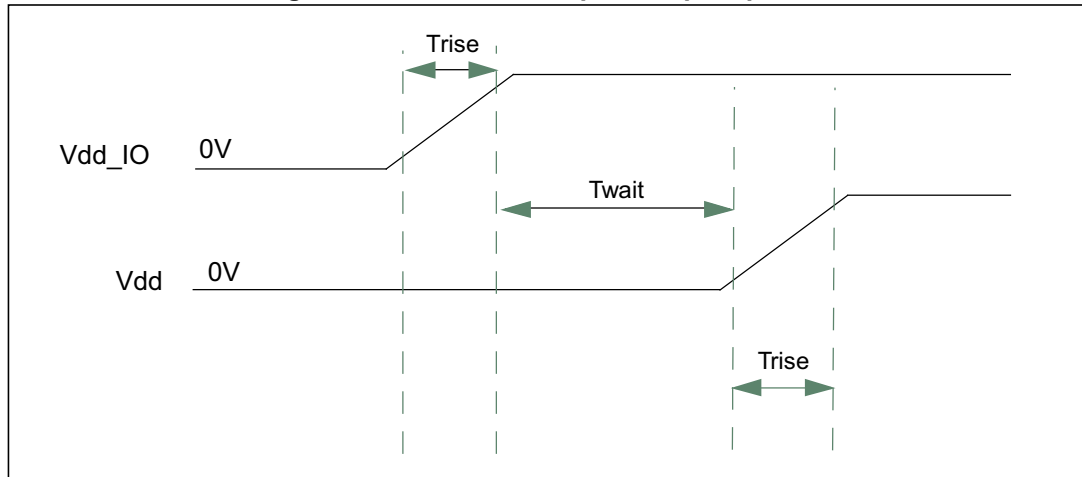 Trise
Vdd_IO
0V
Twait
Vdd
0V
Trise